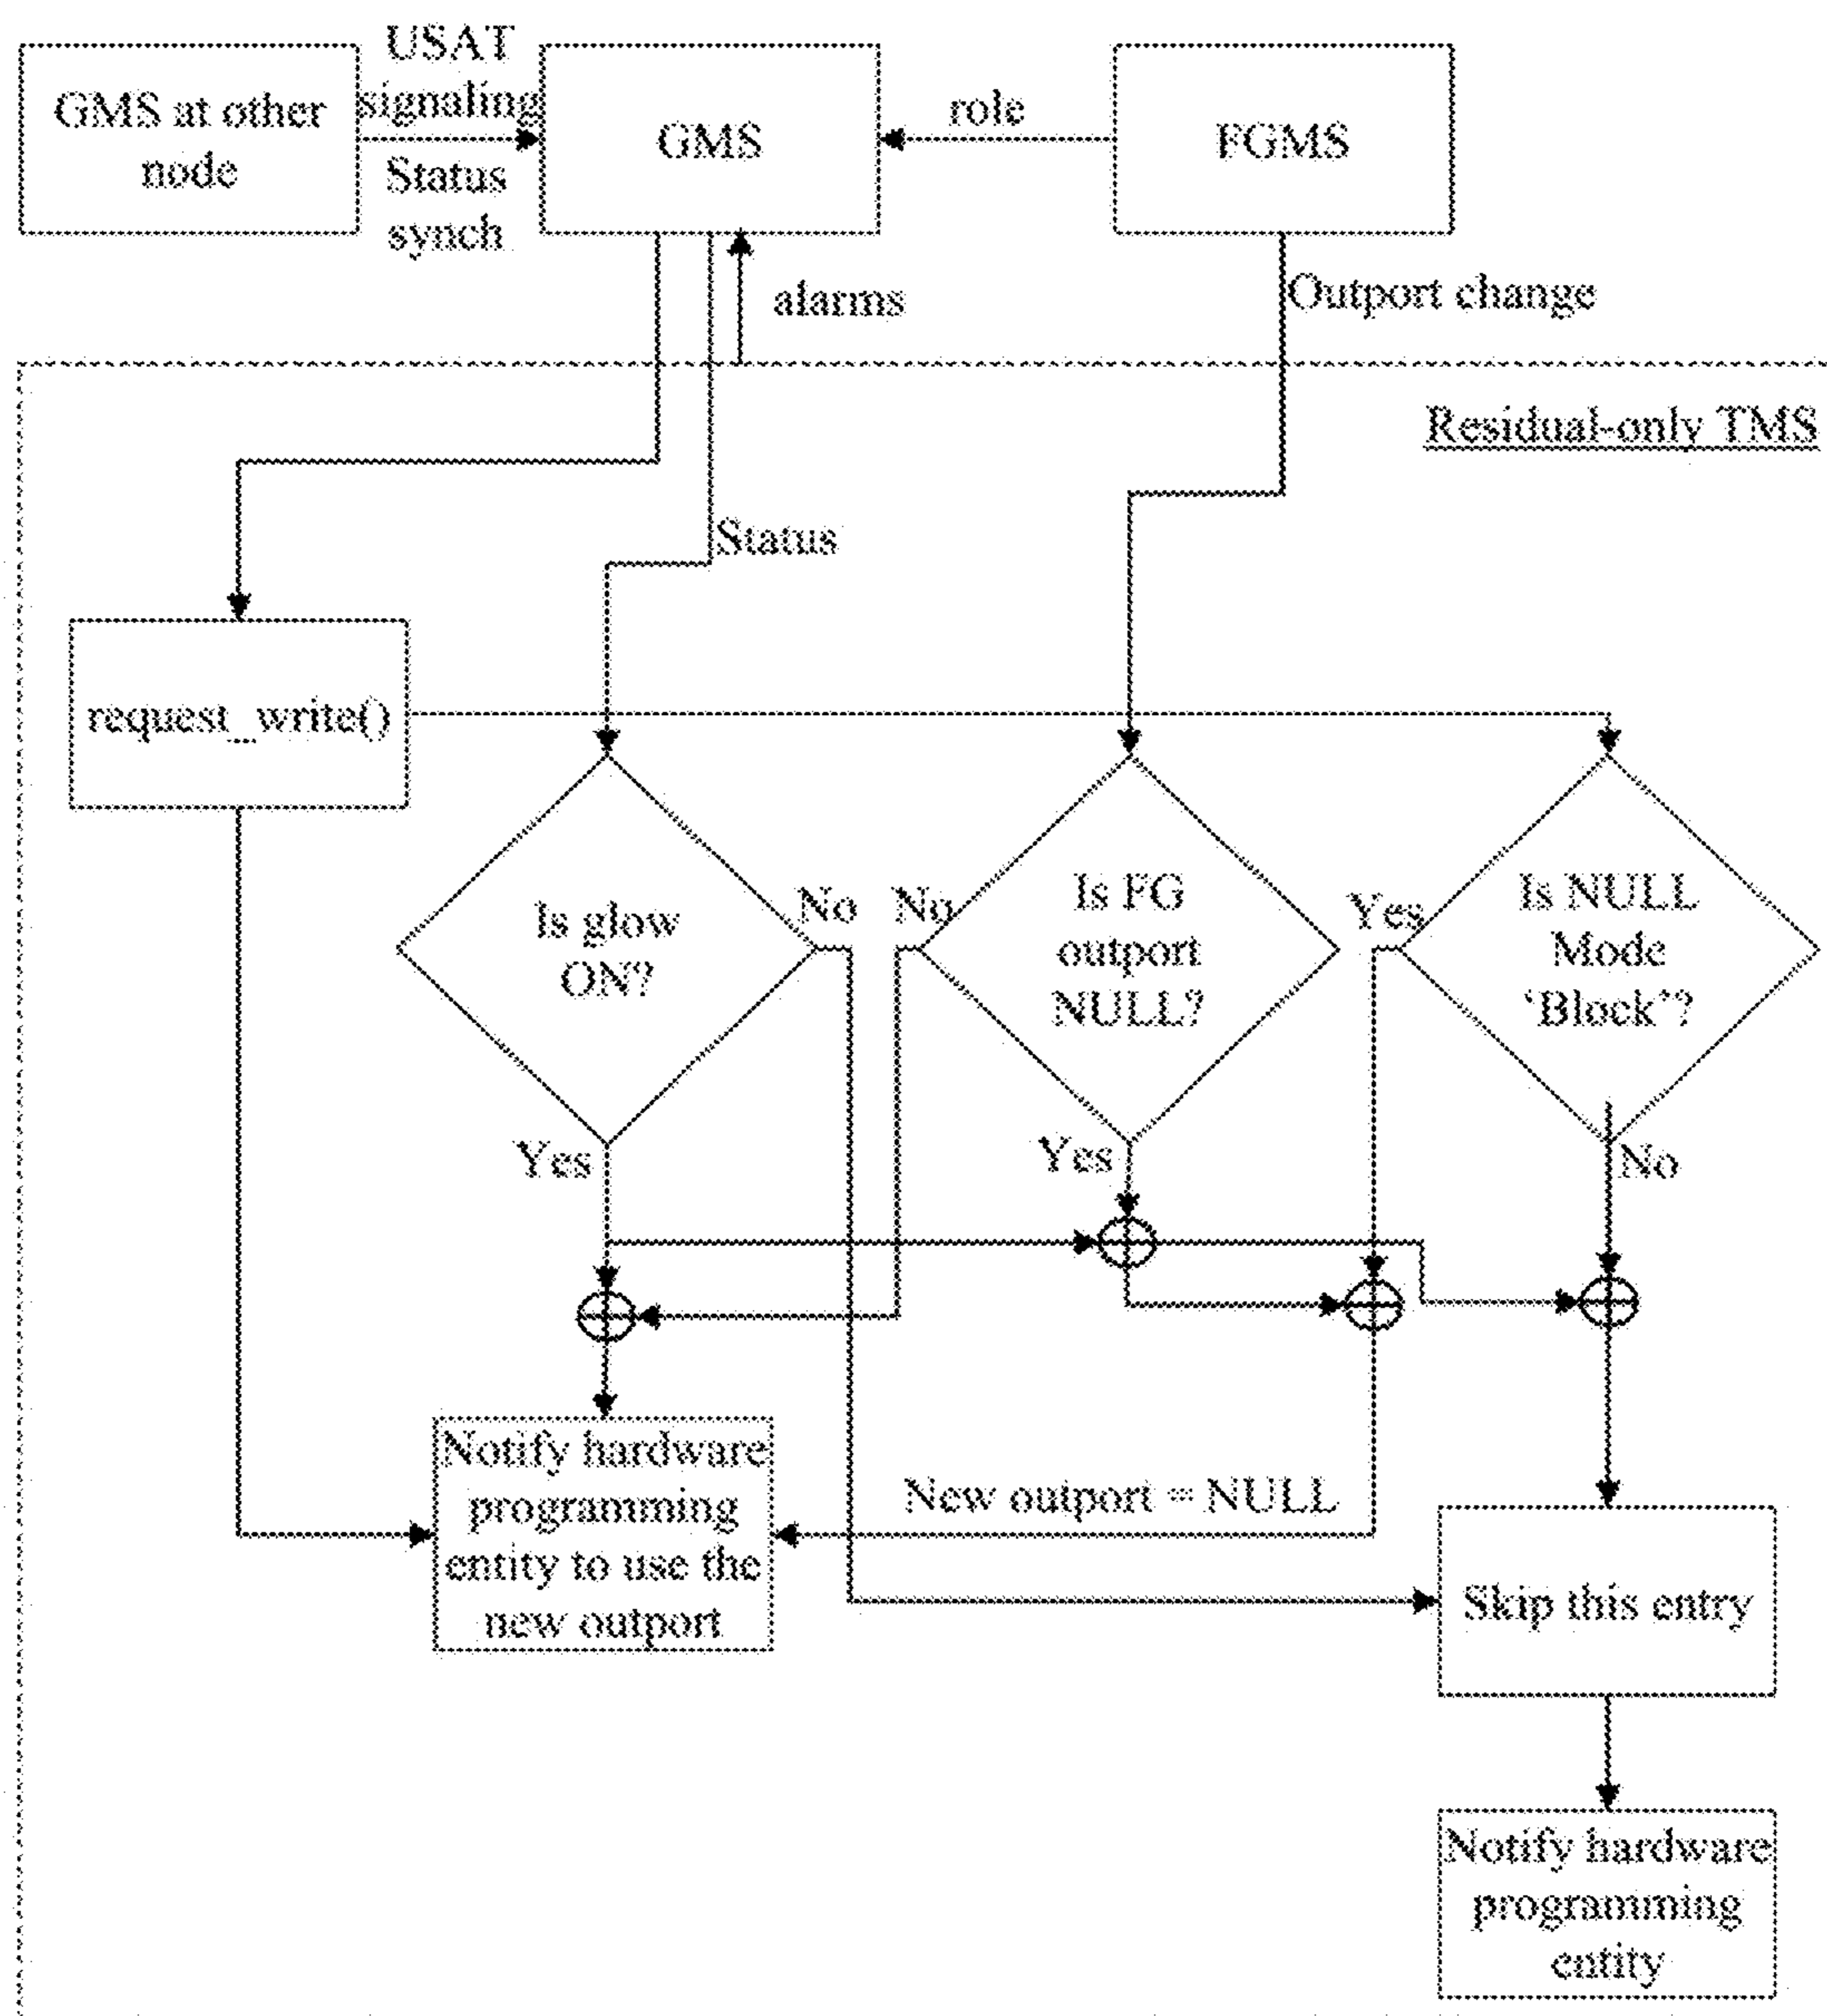 GMS at other
node
USAT
signaling
Status
synch
GMS
role
FGMS
alarms
Outport change
Residual-only TMS
Status
request_write()
Is glow
ON?
No
Yes
No
Is FG
outport
NULL?
Yes
Yes
Is NULL
Mode
‘Block’?
No
Notify hardware
programming
entity to use the
new outport
New outport = NULL
Skip this entry
Notify hardware
programming
entity